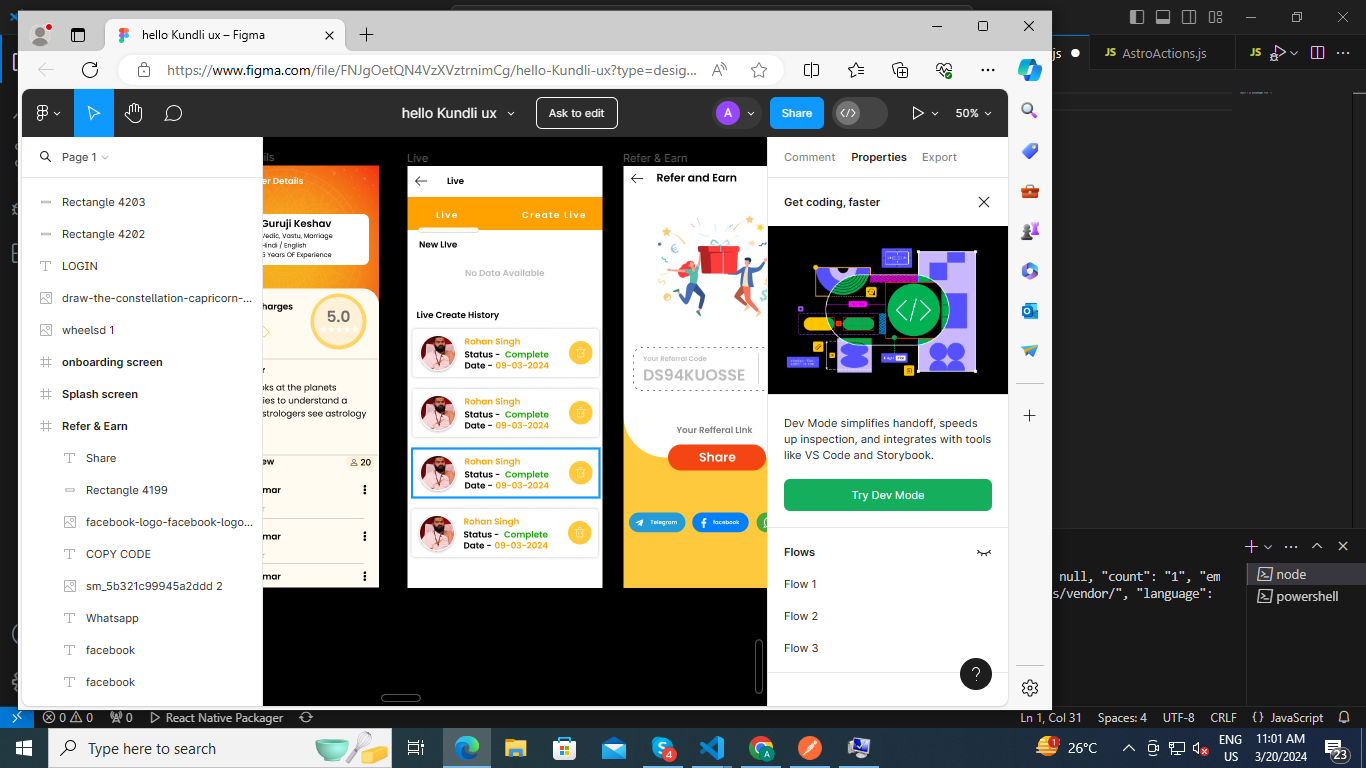 hello Kundli ux – Figma
https://www.figma.com/file/FNJgOetQN4VzXVztrnimCg/hello-Kundli-ux?type=desig...
js
JS AstroActions.js
JS
hello Kundli ux
Ask to edit
A
Share
50%
Page 1
Rectangle 4203
Rectangle 4202
LOGIN
draw-the-constellation-capricorn-...
wheelsd 1
onboarding screen
Splash screen
Refer & Earn
Share
Rectangle 4199
facebook-logo-facebook-logo...
COPY CODE
sm_5b321c99945a2ddd 2
Whatsapp
facebook
facebook
ils
er Details
Guruji Keshav
Vedic, Vastu, Marriage
Hindi / English
5 Years OF Experience
harges
5.0
oks at the planets
ies to understand a
strologers see astrology
ew
20
mar
mar
mar
Live
Live
Live
Create Live
New Live
No Data Available
Live Create History
Rohan Singh
Status - Complete
Date - 09-03-2024
Rohan Singh
Status - Complete
Date - 09-03-2024
Rohan Singh
Status - Complete
Date - 09-03-2024
Rohan Singh
Status - Complete
Date - 09-03-2024
Refer & Earn
Refer and Earn
Your Referral Code
DS94KUOSSE
Your Refferal Link
Share
Telegram
facebook
Comment
Properties
Export
Get coding, faster
Dev Mode simplifies handoff, speeds
up inspection, and integrates with tools
like VS Code and Storybook.
Try Dev Mode
Flows
Flow 1
Flow 2
Flow 3
?
null, "count": "1", "em
s/vendor/", "language":
node
powershell
0 0
0
React Native Packager
Ln 1, Col 31
Spaces: 4
UTF-8
CRLF
{ } JavaScript
Type here to search
4
A
1
26°C
ENG
US
11:01 AM
3/20/2024
23